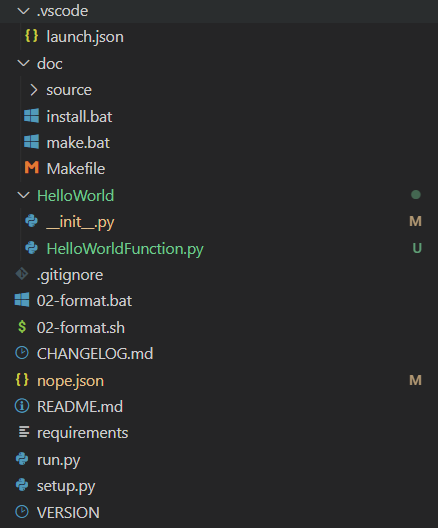 .vscode
launch.json
doc
source
install.bat
make.bat
Makefile
HelloWorld
__init__.py M
HelloWorldFunction.py U
.gitignore
02-format.bat
02-format.sh
CHANGELOG.md
nope.json M
README.md
requirements
run.py
setup.py
VERSION